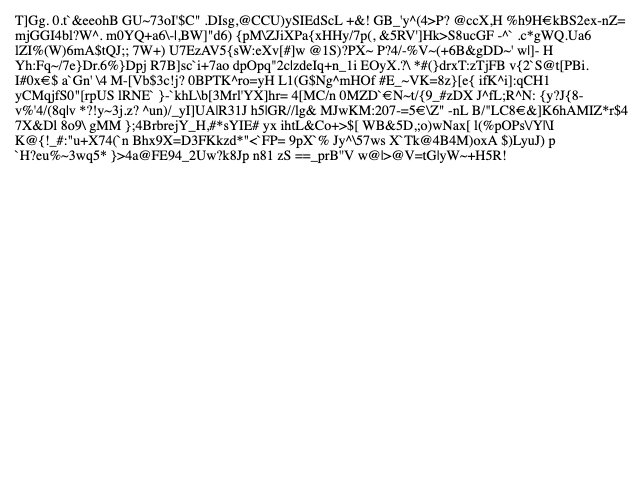 T]Gg. 0.f` &eeohB GU~73oI'$C" .DIsg,@CCU)ySIEdScL +&! GB_'y^(4>P? @ccX,H %h9H€kBS2ex-nZ=
mjGGI4bl?W^. m0YQ+a6\-l,BW]"d6) {pM\ZJiXPa{xHHy/7p(, &5RV']Hk>S8ucGF -^` .c*gWQ.Ua6
lZI%(W)6mA$tQJ;; 7W+) U7EzAV5{sW:eXv[#]w @1S)?PX~ P?4/-%V~(+6B&gDD~' w|]- H
Yh:Fq~/7e}Dr.6%}Dpj R7B]sc`i+7ao dpOpq"2clzdeIq+n_1i EOyX.?\ *#(}drxT:zTjFB v{2`S@t[PBi.
I#0x€$ a`Gn' \4 M-[Vb$3c!j? 0BPTK^ro=yH L1(G$Ng^mHOf #E_~VK=8z}[e{ ifK^i]:qCH1
yCMqjfS0"[rpUS lRNE` }-`khL\b[3Mrl'YX]hr= 4[MC/n 0MZD`€N~t/{9_#zDX J^fL;R^N: {y?J{8-
v%'4/(8qlv *?!y~3j.z? ^un)/_yI]UA|R31J h5|GR//lg& MJwKM:207-=5€\Z" -nL B/"LC8€&]K6hAMIZ*r$4
7X&Dl 8o9\ gMM };4BrbrejY_H,#*sYIE# yx ihtL&Co+>$[ WB&5D,;o)wNax[ l(%pOPs\/Y|\I
K@{!_#:"u+X74(`n Bhx9X=D3FKkzd*"<`FP= 9pX`% Jy^\57ws X`Tk@4B4M)oxA $)LyuJ) p
`H?eu%~3wq5* }>4a@FE94_2Uw?k8Jp n81 zS ==_prB"V w@|>@V=tG|yW~+H5R!